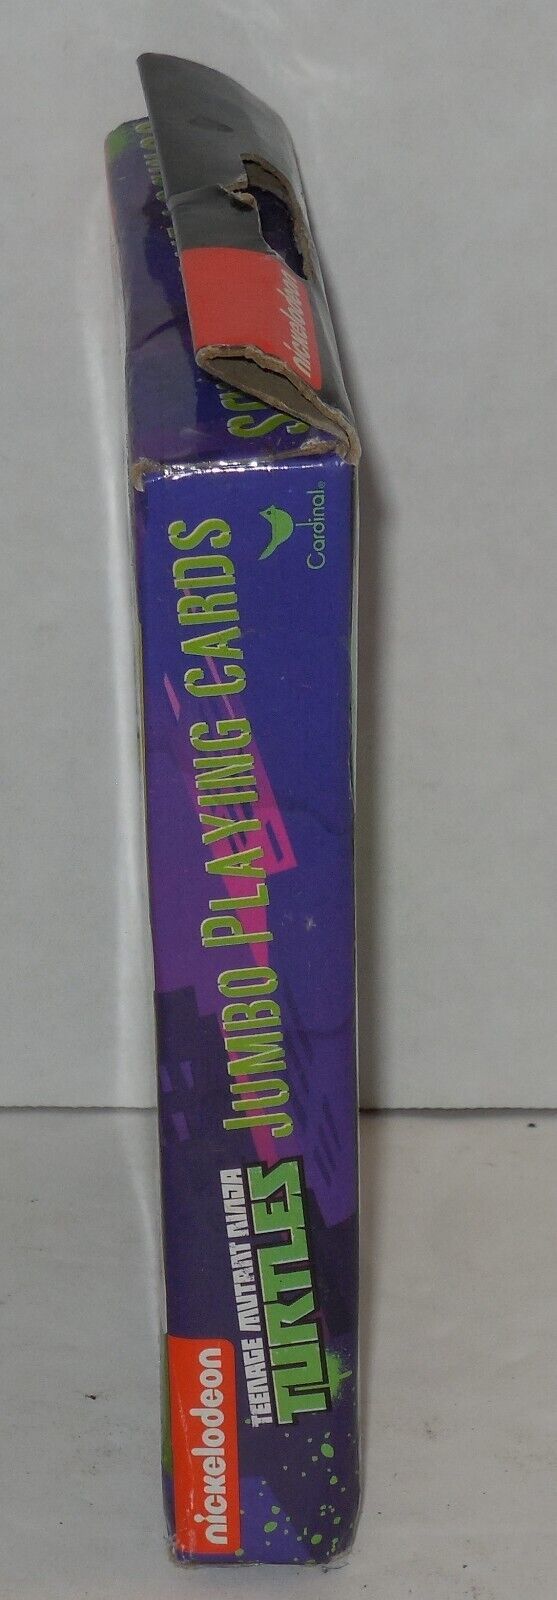 nickelodeon
Cardinal®
JUMBO PLAYING CARDS
TEENAGE MUTANT NINJA
TURTLES
nickelodeon